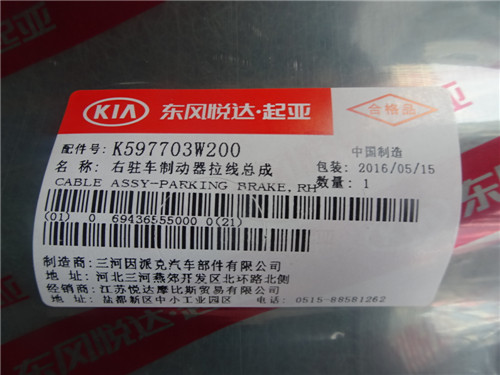 KIA 东风悦达·起亚 合格品
配件号: K597703W200 中国制造
名 称: 右驻车制动器拉线总成 包装: 2016/05/15
CABLE ASSY-PARKING BRAKE,RH 数量: 1
(01) 0 69436555000 0(21)
制造商: 三河因派克汽车部件有限公司
地 址: 河北三河燕郊开发区北环路北侧
经销商: 江苏悦达摩比斯贸易有限公司
地 址: 盐都新区中小工业园区 电话: 0515-88581262